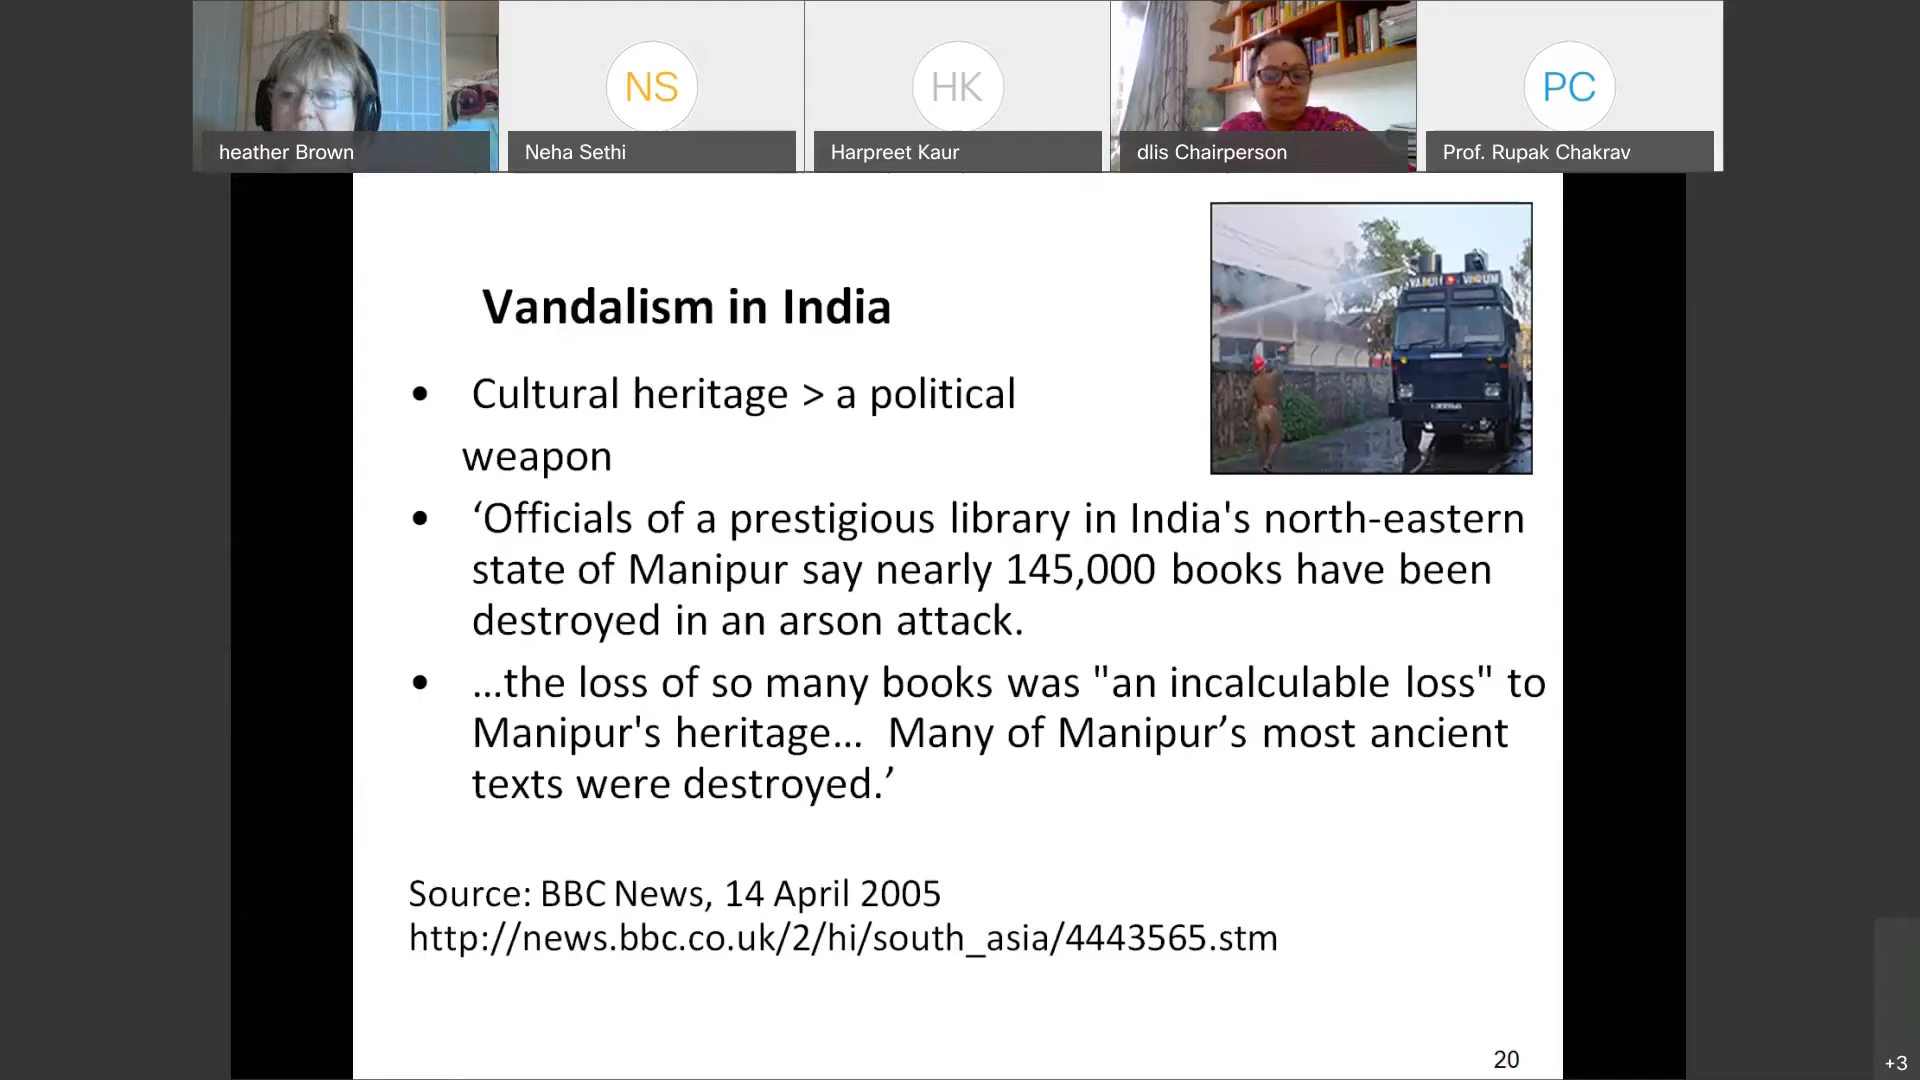 NS
HK
PC
heather Brown
Neha Sethi
Harpreet Kaur
dlis Chairperson
Prof. Rupak Chakrav
Vandalism in India
• Cultural heritage > a political
weapon
• ‘Officials of a prestigious library in India's north-eastern
state of Manipur say nearly 145,000 books have been
destroyed in an arson attack.
• …the loss of so many books was "an incalculable loss" to
Manipur's heritage… Many of Manipur’s most ancient
texts were destroyed.’
Source: BBC News, 14 April 2005
http://news.bbc.co.uk/2/hi/south_asia/4443565.stm
20
+3